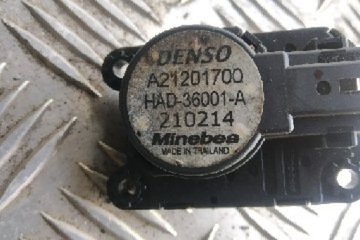 DENSO
A21201700
HAD-36001-A
210214
Minebea
MADE IN THAILAND